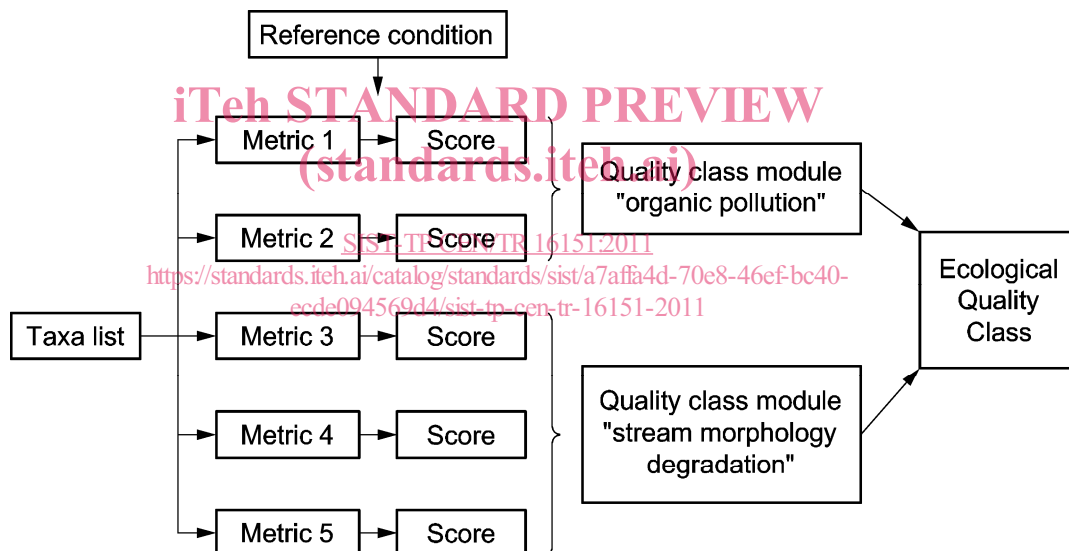 Reference condition
iTeh STANDARD PREVIEW
(standards.iteh.ai)
Metric 1
Score
Quality class module
"organic pollution"
Metric 2
Score
SIST-TP CEN/TR 16151:2011
https://standards.iteh.ai/catalog/standards/sist/a7affa4d-70e8-46ef-bc40-
ecde094569d4/sist-tp-cen-tr-16151-2011
Ecological
Quality
Class
Taxa list
Metric 3
Score
Quality class module
"stream morphology
degradation"
Metric 4
Score
Metric 5
Score